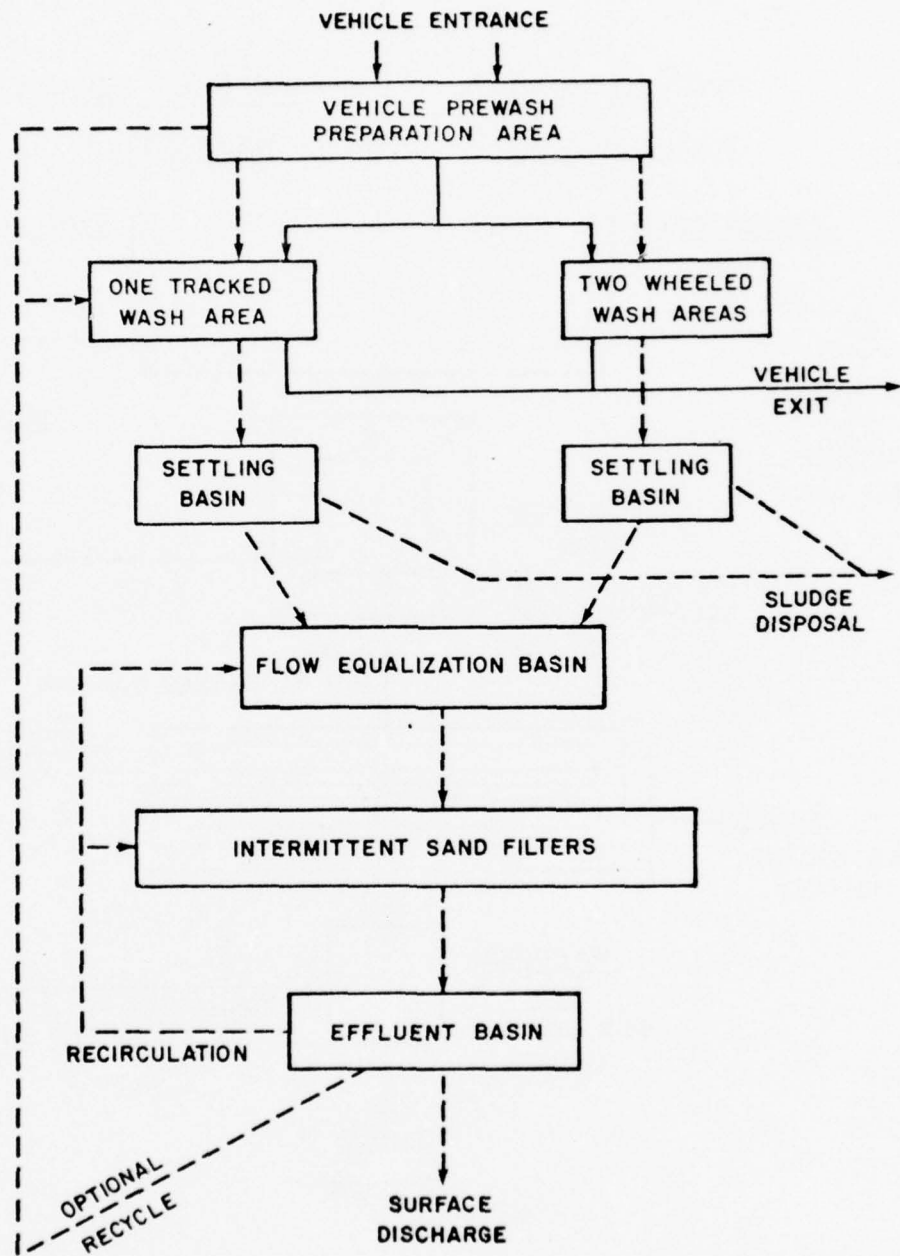 VEHICLE ENTRANCE
VEHICLE PREWASH
PREPARATION AREA
ONE TRACKED
WASH AREA
TWO WHEELED
WASH AREAS
VEHICLE
EXIT
SETTLING
BASIN
SETTLING
BASIN
SLUDGE
DISPOSAL
FLOW EQUALIZATION BASIN
INTERMITTENT SAND FILTERS
EFFLUENT BASIN
RECIRCULATION
OPTIONAL
RECYCLE
SURFACE
DISCHARGE